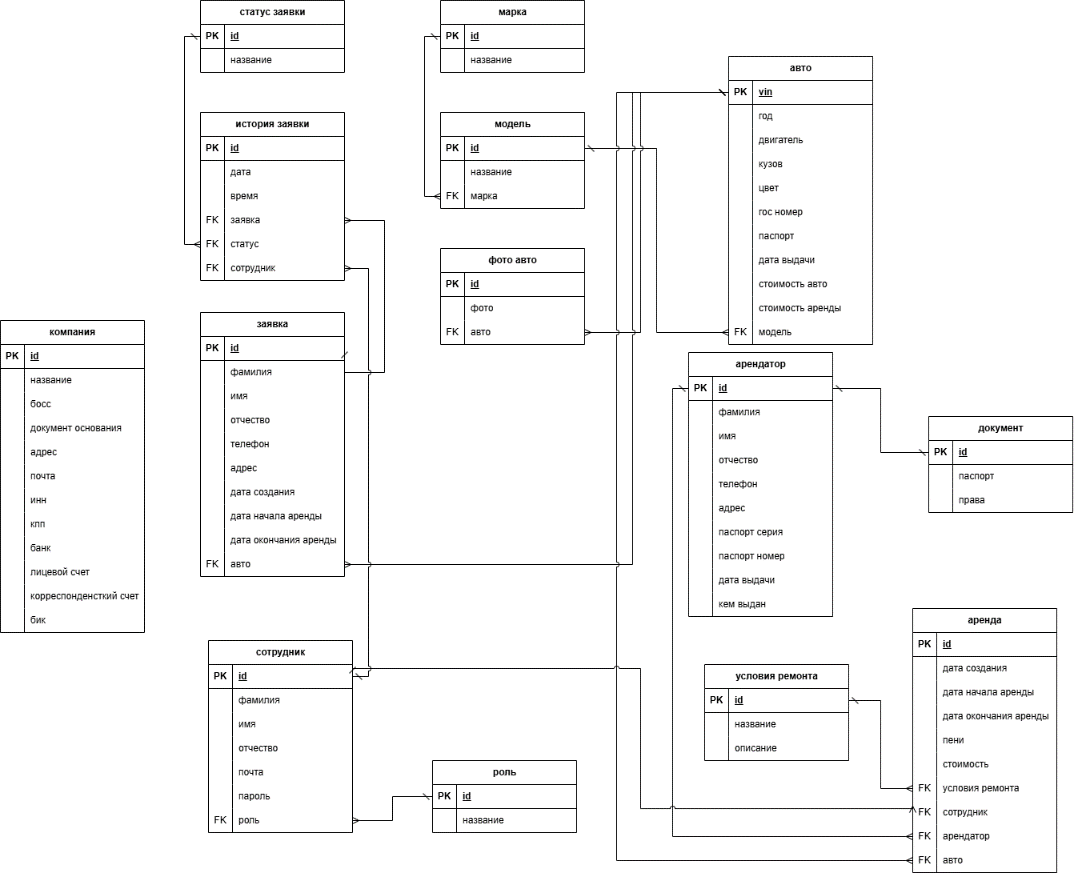 статус заявки
PK id
название
история заявки
PK id
дата
время
FK заявка
FK статус
FK сотрудник
компания
PK id
название
босс
документ основания
адрес
почта
инн
кпп
банк
лицевой счет
корреспонденсткий счет
бик
заявка
PK id
фамилия
имя
отчество
телефон
адрес
дата создания
дата начала аренды
дата окончания аренды
FK авто
сотрудник
PK id
фамилия
имя
отчество
почта
пароль
FK роль
роль
PK id
название
марка
PK id
название
модель
PK id
название
FK марка
фото авто
PK id
фото
FK авто
авто
PK vin
год
двигатель
кузов
цвет
гос номер
паспорт
дата выдачи
стоимость авто
стоимость аренды
FK модель
арендатор
PK id
фамилия
имя
отчество
телефон
адрес
паспорт серия
паспорт номер
дата выдачи
кем выдан
документ
PK id
паспорт
права
условия ремонта
PK id
название
описание
аренда
PK id
дата создания
дата начала аренды
дата окончания аренды
пени
стоимость
FK условия ремонта
FK сотрудник
FK арендатор
FK авто